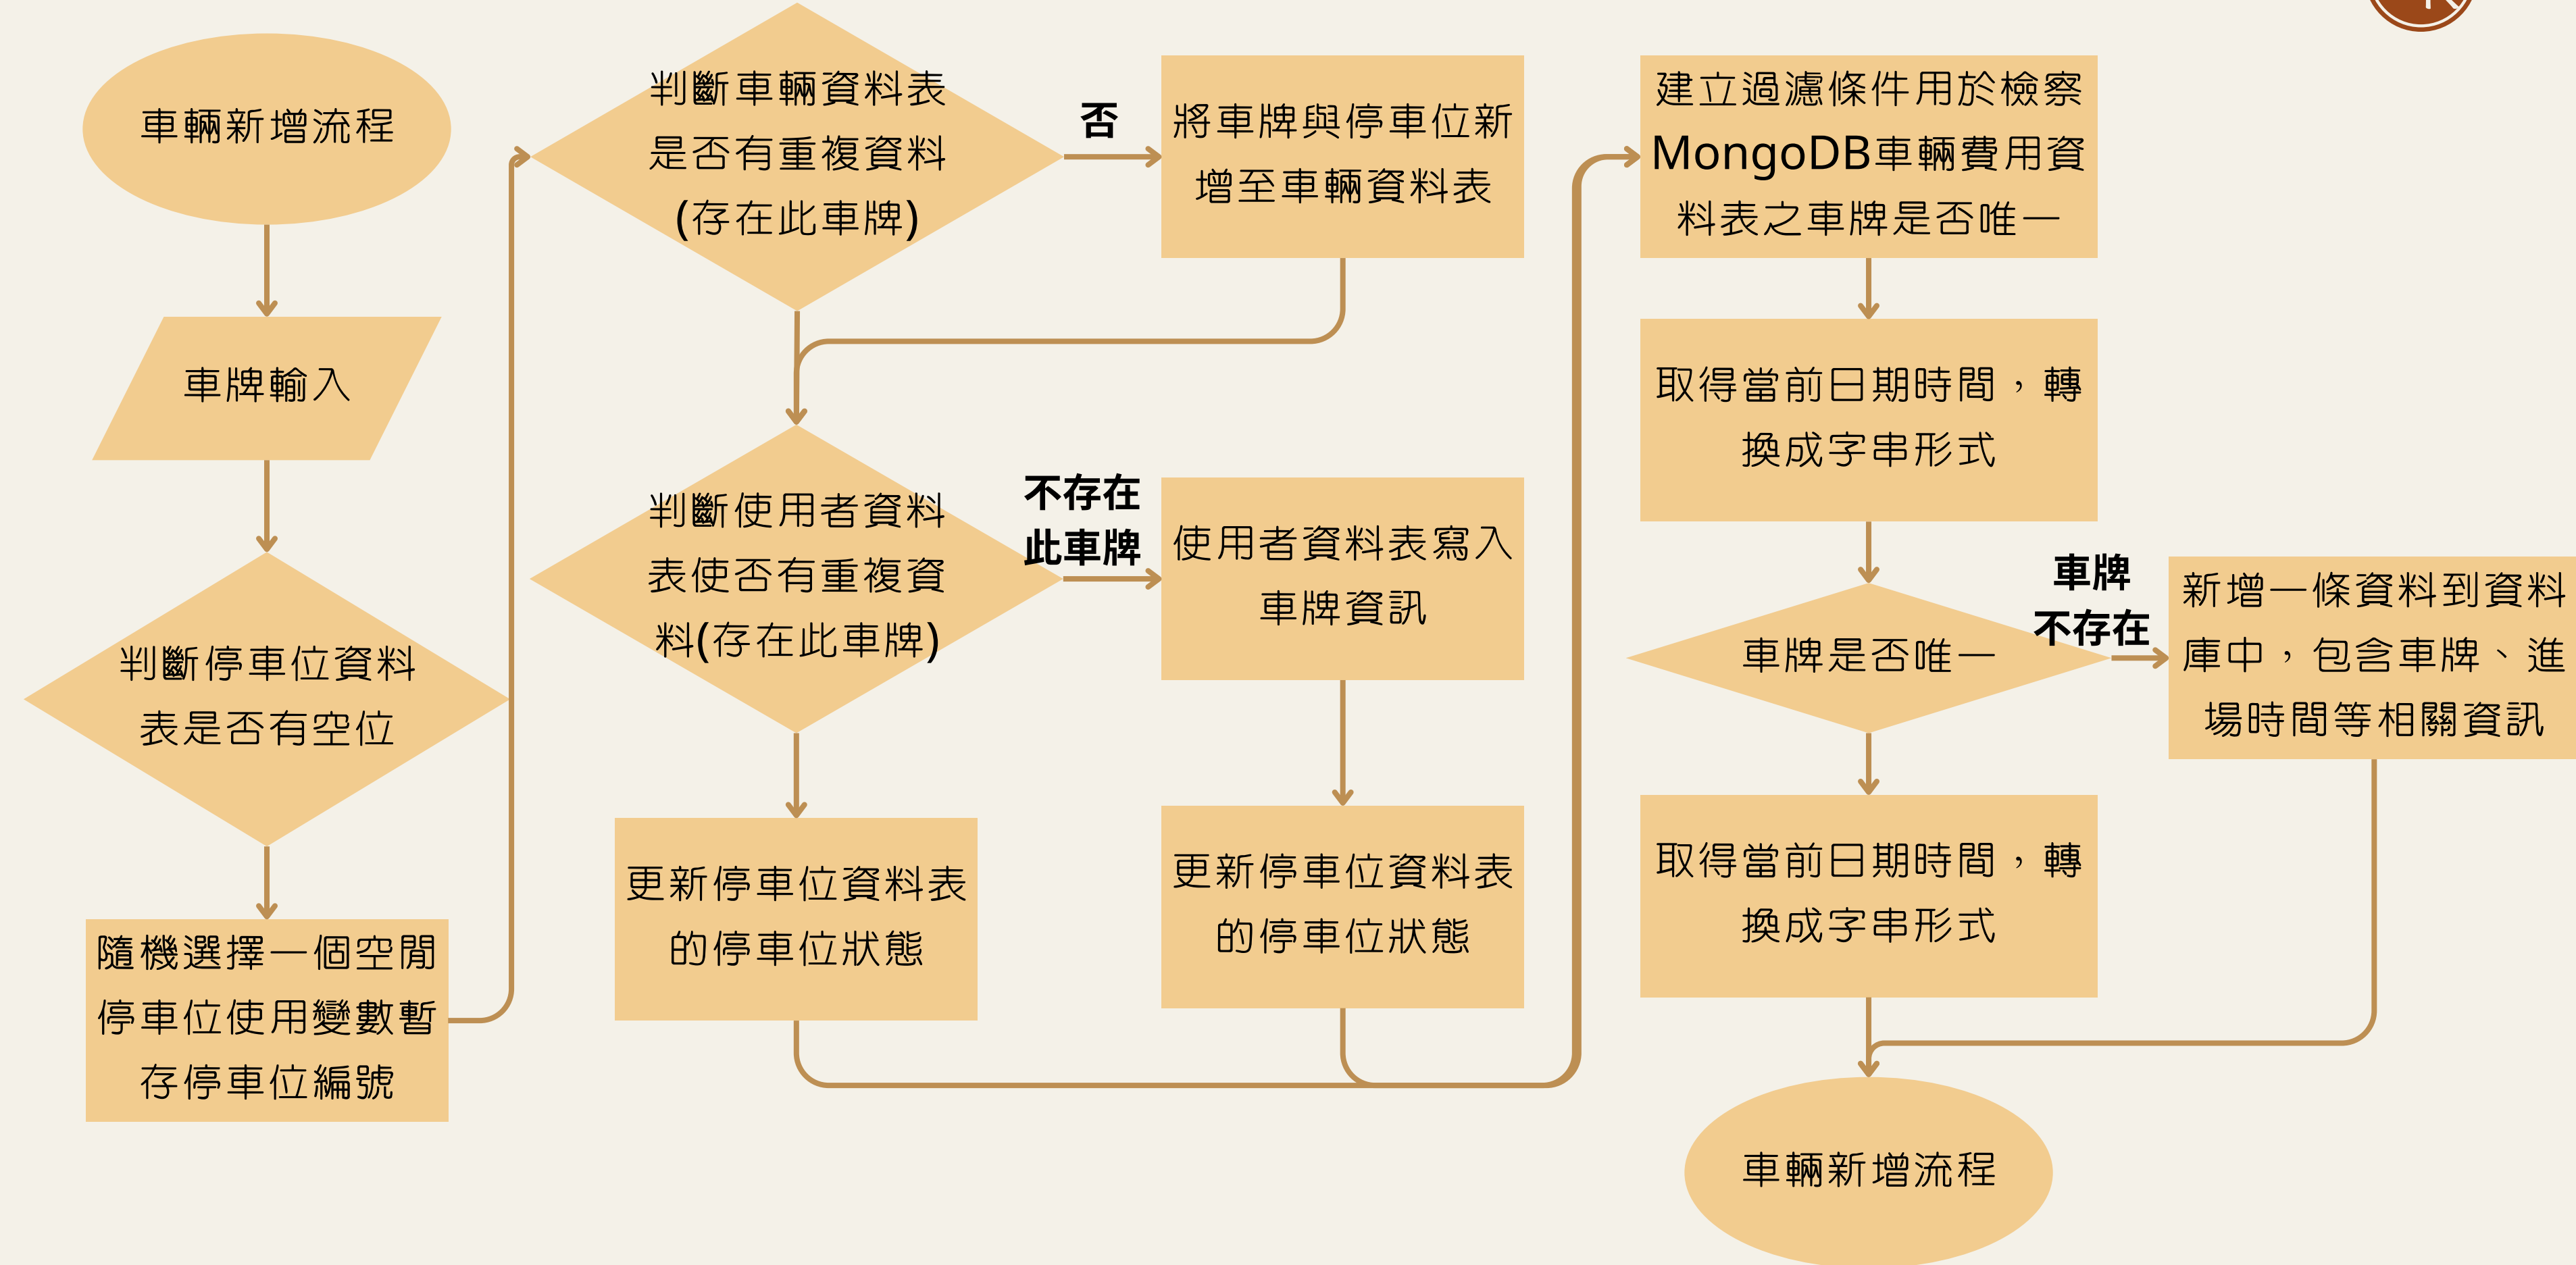 車輛新增流程
車牌輸入
判斷停車位資料
表是否有空位
隨機選擇一個空閒
停車位使用變數暫
存停車位編號
判斷車輛資料表
是否有重複資料
(存在此車牌)
否
將車牌與停車位新
增至車輛資料表
判斷使用者資料
表使否有重複資
料(存在此車牌)
不存在
此車牌
使用者資料表寫入
車牌資訊
更新停車位資料表
的停車位狀態
更新停車位資料表
的停車位狀態
建立過濾條件用於檢察
MongoDB車輛費用資
料表之車牌是否唯一
取得當前日期時間，轉
換成字串形式
車牌是否唯一
車牌
不存在
新增一條資料到資料
庫中，包含車牌、進
場時間等相關資訊
取得當前日期時間，轉
換成字串形式
車輛新增流程